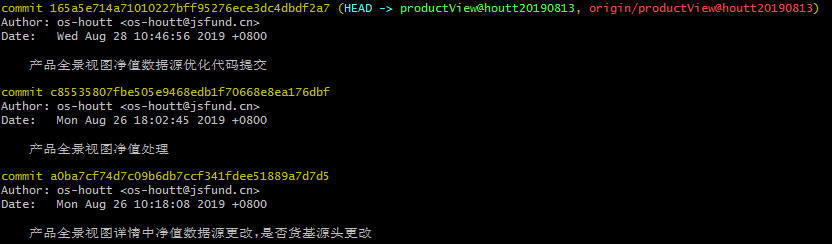 commit 165a5e714a71010227bff95276ece3dc4dbdf2a7 (HEAD -> productView@houtt20190813, origin/productView@houtt20190813)
Author: os-houtt <os-houtt@jsfund.cn>
Date:   Wed Aug 28 10:46:56 2019 +0800
产品全景视图净值数据源优化代码提交
commit c85535807fbe505e9468edb1f70668e8ea176dbf
Author: os-houtt <os-houtt@jsfund.cn>
Date:   Mon Aug 26 18:02:45 2019 +0800
产品全景视图净值处理
commit a0ba7cf74d7c09b6db7ccf341fdee51889a7d7d5
Author: os-houtt <os-houtt@jsfund.cn>
Date:   Mon Aug 26 10:18:08 2019 +0800
产品全景视图详情中净值数据源更改,是否货基源头更改